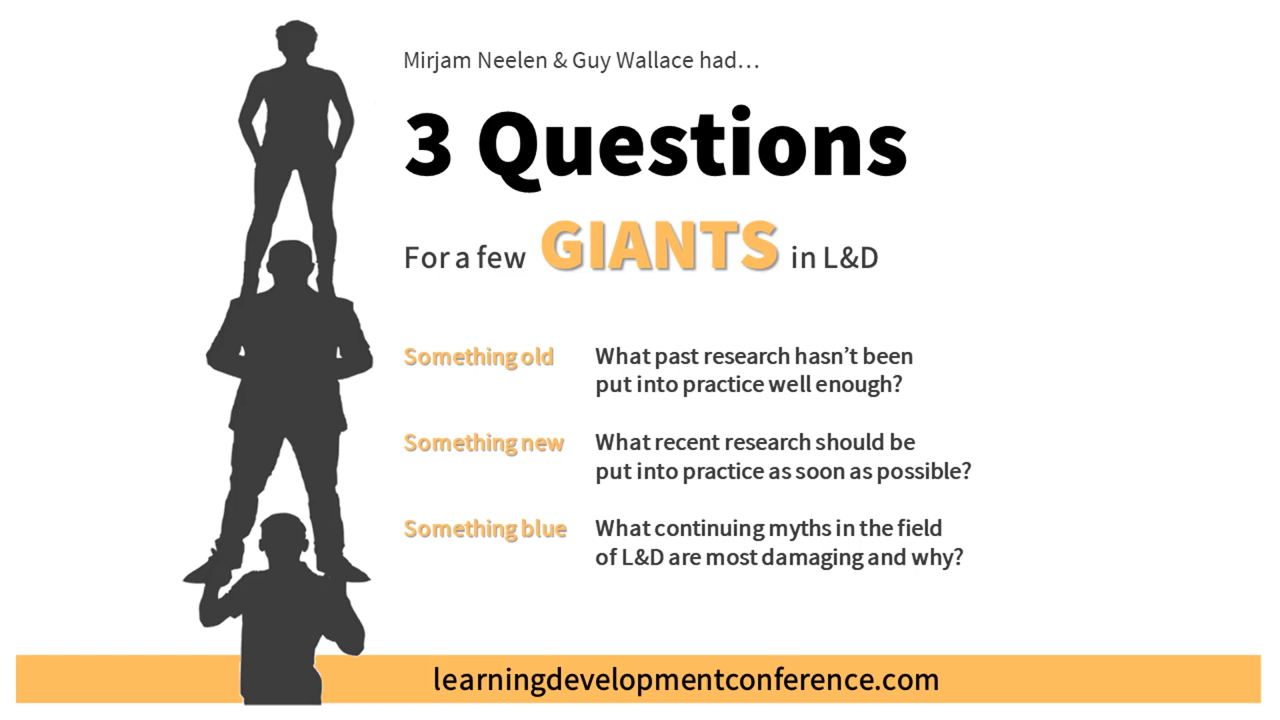 Mirjam Neelen & Guy Wallace had…
3 Questions
For a few GIANTS in L&D
Something old
What past research hasn’t been
put into practice well enough?
Something new
What recent research should be
put into practice as soon as possible?
Something blue
What continuing myths in the field
of L&D are most damaging and why?
learningdevelopmentconference.com